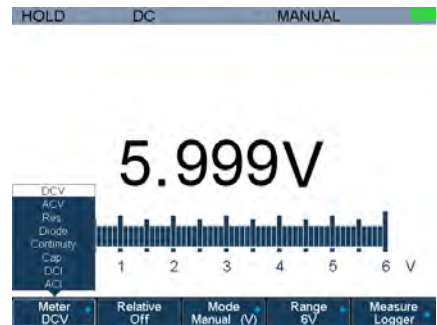 HOLD DC MANUAL
5.999V
DCV
ACV
Res
Diode
Continuity
Cap
DCI
ACI
1 2 3 4 5 6 V
Meter Relative Mode Range Measure
DCV Off Manual (V) 6V Logger